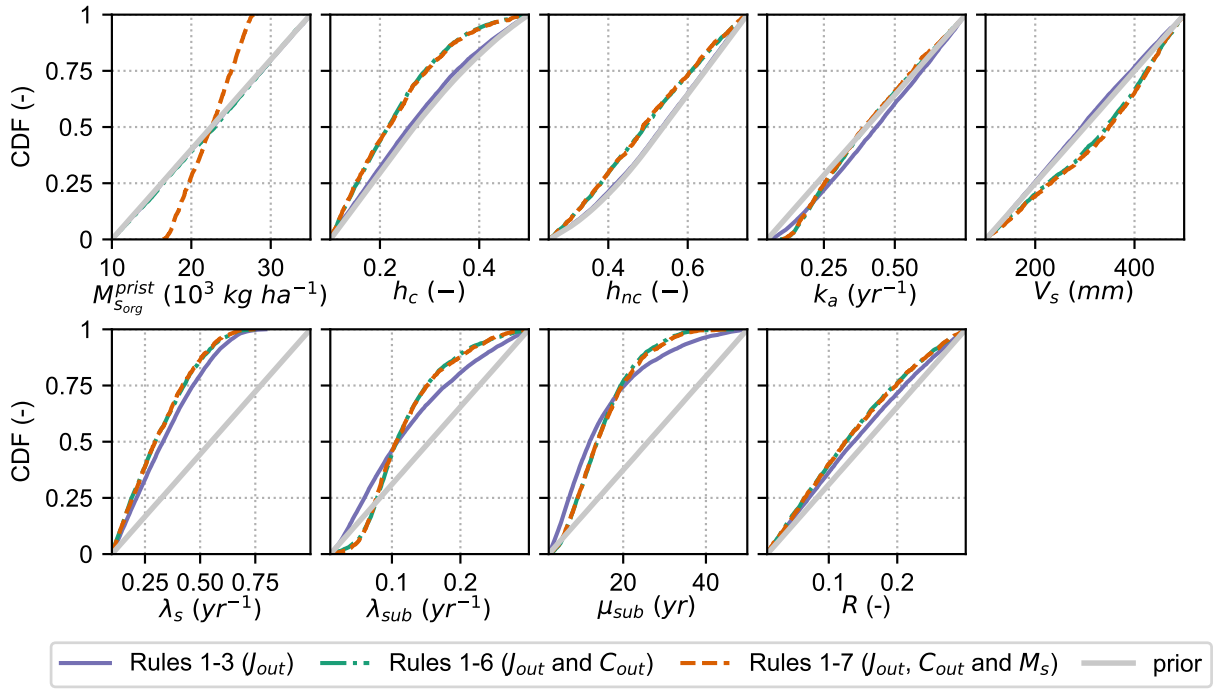 CDF (-)
1
0.75
0.5
0.25
0
10 20 30
0.2 0.4
0.4 0.6
0.25 0.50
200 400
M_{s_{org}}^{prist} (10^3 kg ha^{-1})
h_c (−)
h_{nc} (−)
k_a (yr^{-1})
V_s (mm)
CDF (-)
1
0.75
0.5
0.25
0
0.25 0.50 0.75
0.1 0.2
20 40
0.1 0.2
λ_s (yr^{-1})
λ_{sub} (yr^{-1})
μ_{sub} (yr)
R (-)
Rules 1-3 (J_{out}) Rules 1-6 (J_{out} and C_{out}) Rules 1-7 (J_{out}, C_{out} and M_s) prior